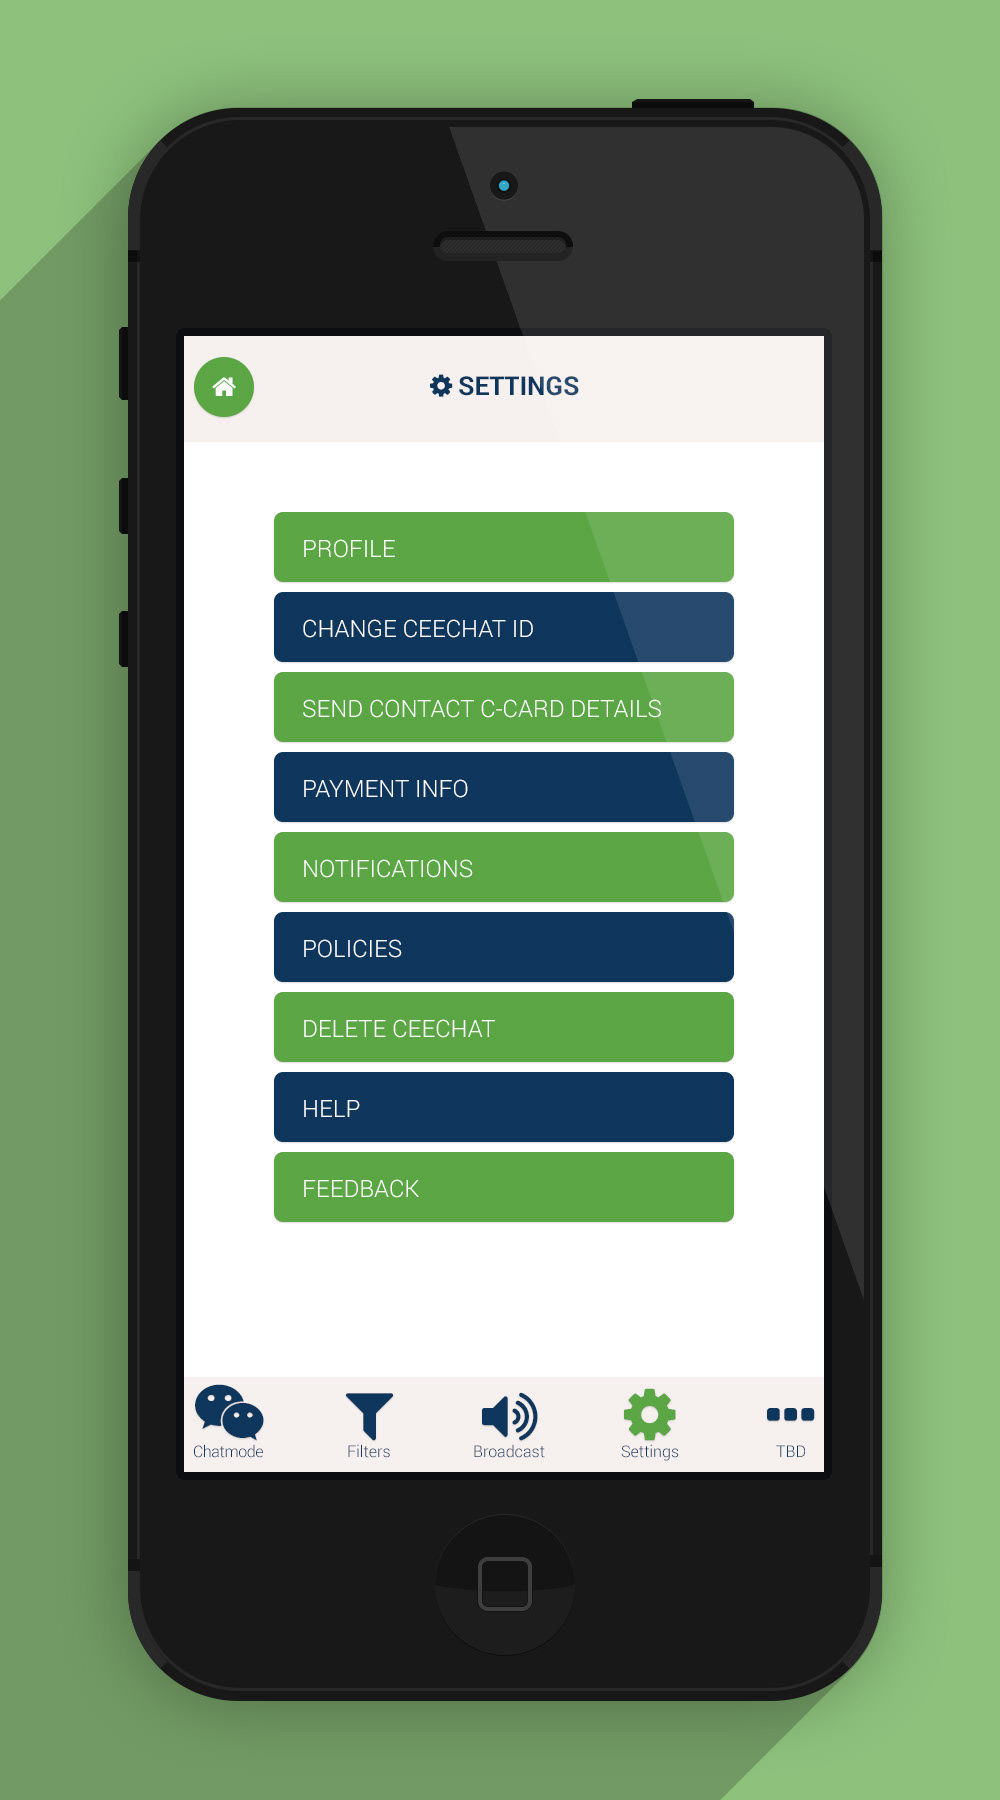 SETTINGS
PROFILE
CHANGE CEECHAT ID
SEND CONTACT C-CARD DETAILS
PAYMENT INFO
NOTIFICATIONS
POLICIES
DELETE CEECHAT
HELP
FEEDBACK
Chatmode Filters Broadcast Settings TBD